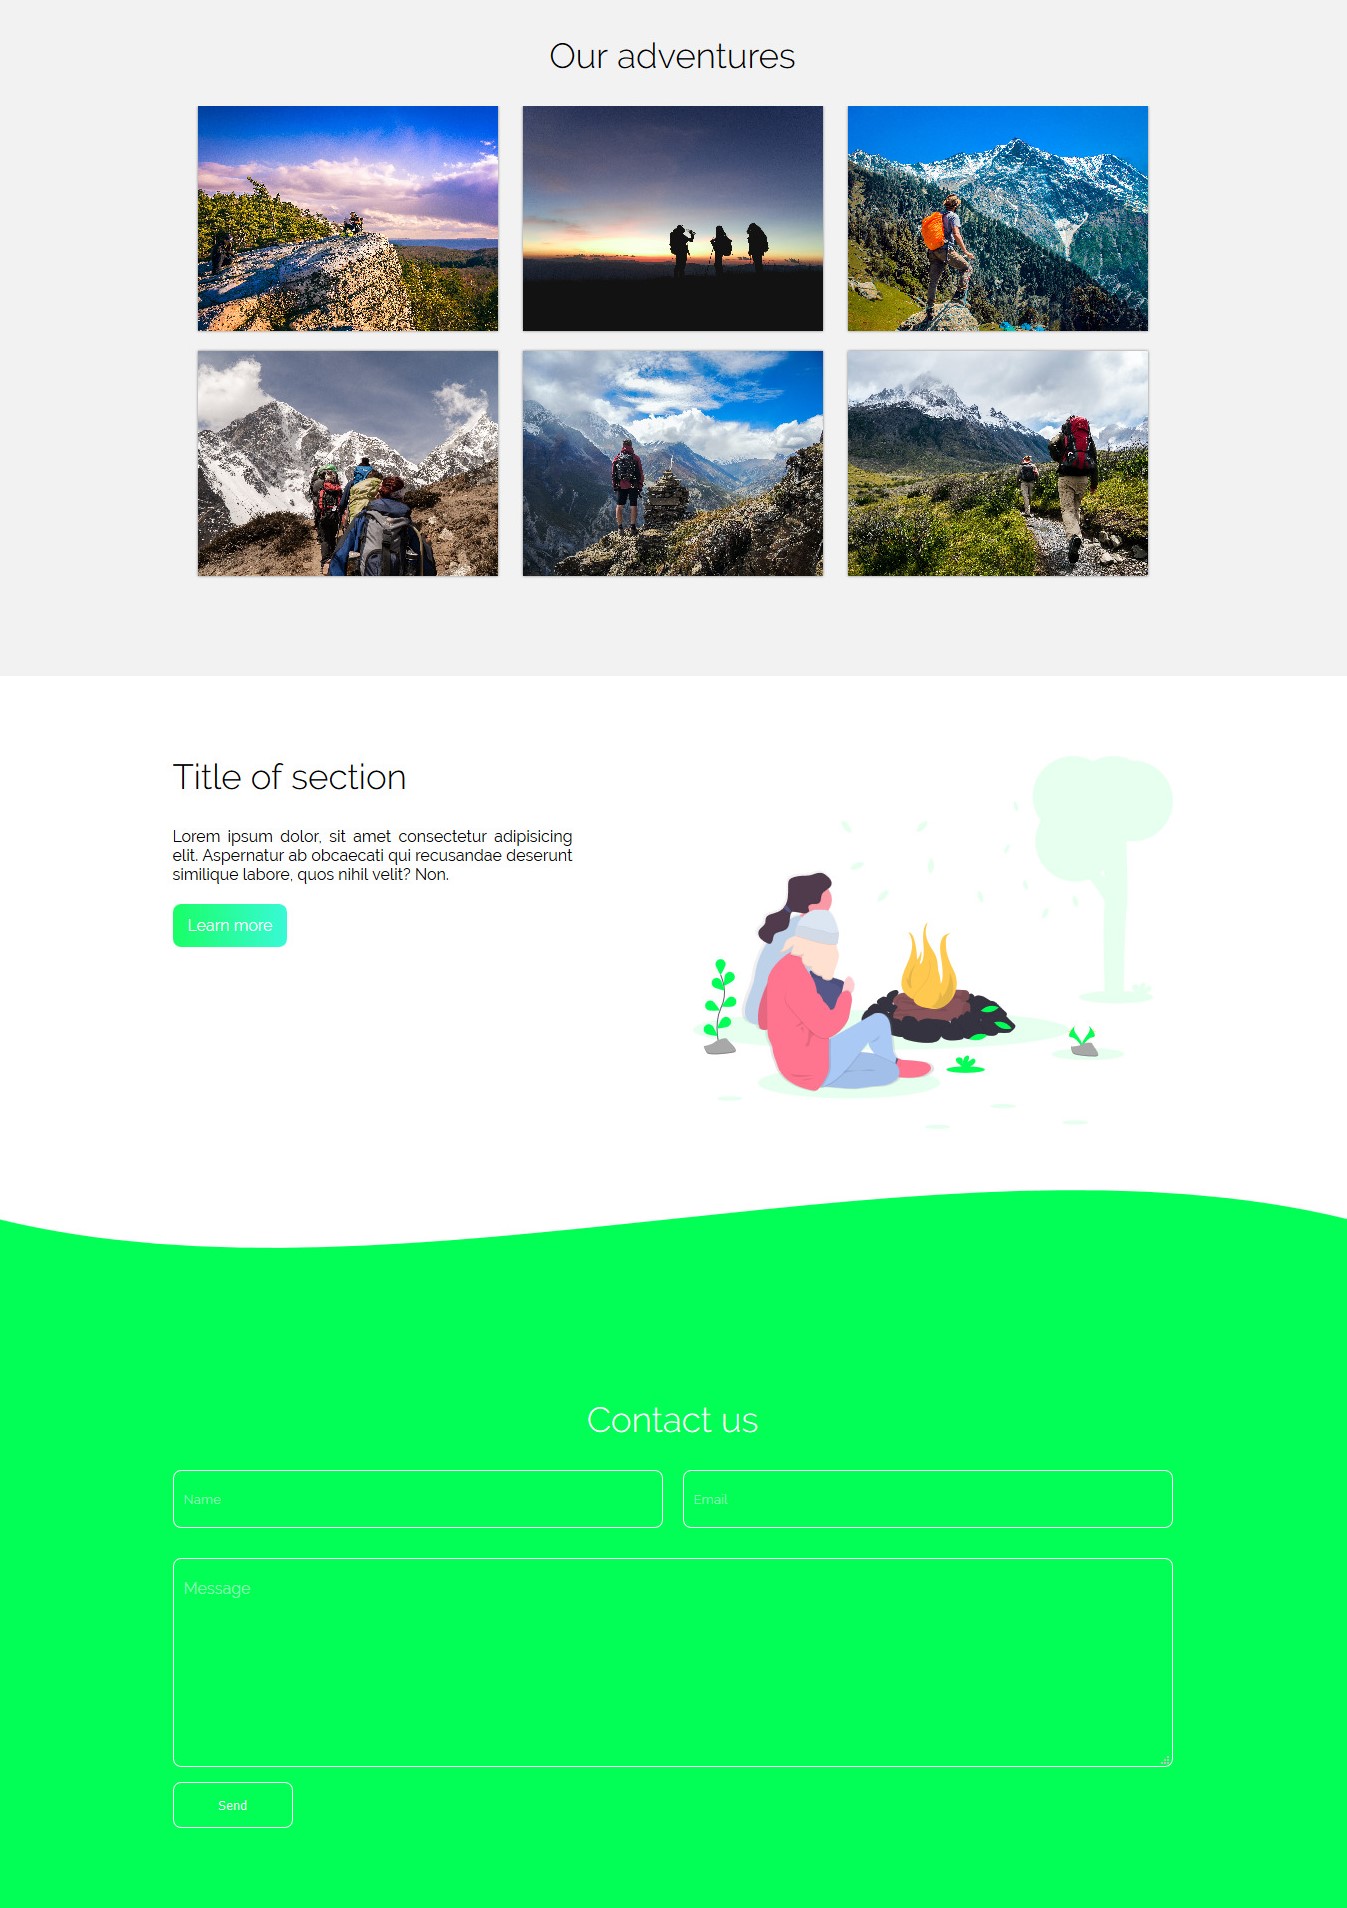 Our adventures
Title of section
Lorem ipsum dolor, sit amet consectetur adipisicing
elit. Aspernatur ab obcaecati qui recusandae deserunt
similique labore, quos nihil velit? Non.
Learn more
Contact us
Name
Email
Message
Send